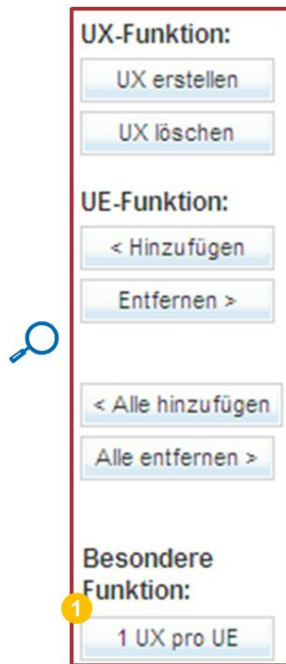 UX-Funktion:
UX erstellen
UX löschen
UE-Funktion:
< Hinzufügen
Entfernen >
< Alle hinzufügen
Alle entfernen >
Besondere
Funktion:
1
1 UX pro UE